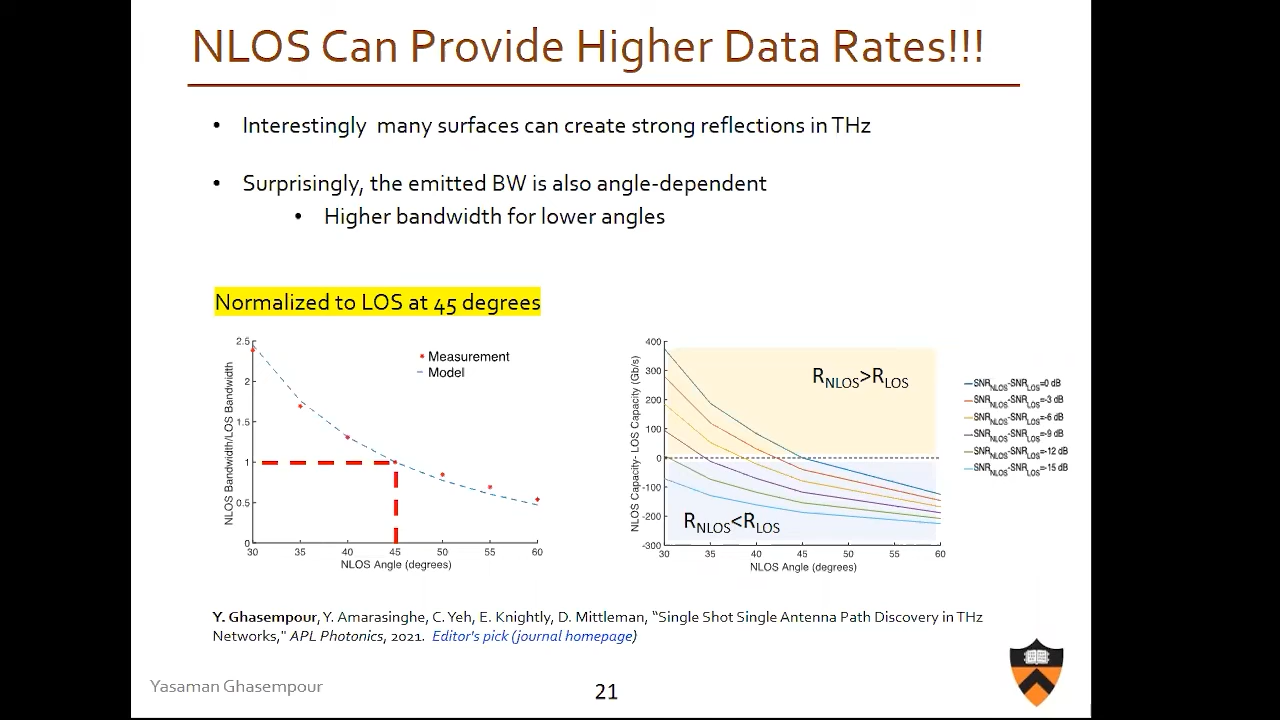 NLOS Can Provide Higher Data Rates!!!
• Interestingly many surfaces can create strong reflections in THz
• Surprisingly, the emitted BW is also angle-dependent
• Higher bandwidth for lower angles
Normalized to LOS at 45 degrees
NLOS Bandwidth/LOS Bandwidth
2.5
2
1.5
1
0.5
0
30 35 40 45 50 55 60
NLOS Angle (degrees)
Measurement
Model
NLOS Capacity- LOS Capacity (Gb/s)
400
300
200
100
0
-100
-200
-300
30 35 40 45 50 55 60
NLOS Angle (degrees)
RNLOS>RLOS
RNLOS<RLOS
SNRNLOS-SNRLOS=0 dB
SNRNLOS-SNRLOS=-3 dB
SNRNLOS-SNRLOS=-6 dB
SNRNLOS-SNRLOS=-9 dB
SNRNLOS-SNRLOS=-12 dB
SNRNLOS-SNRLOS=-15 dB
Y. Ghasempour, Y. Amarasinghe, C. Yeh, E. Knightly, D. Mittleman, “Single Shot Single Antenna Path Discovery in THz
Networks,” APL Photonics, 2021. Editor's pick (journal homepage)
Yasaman Ghasempour
21